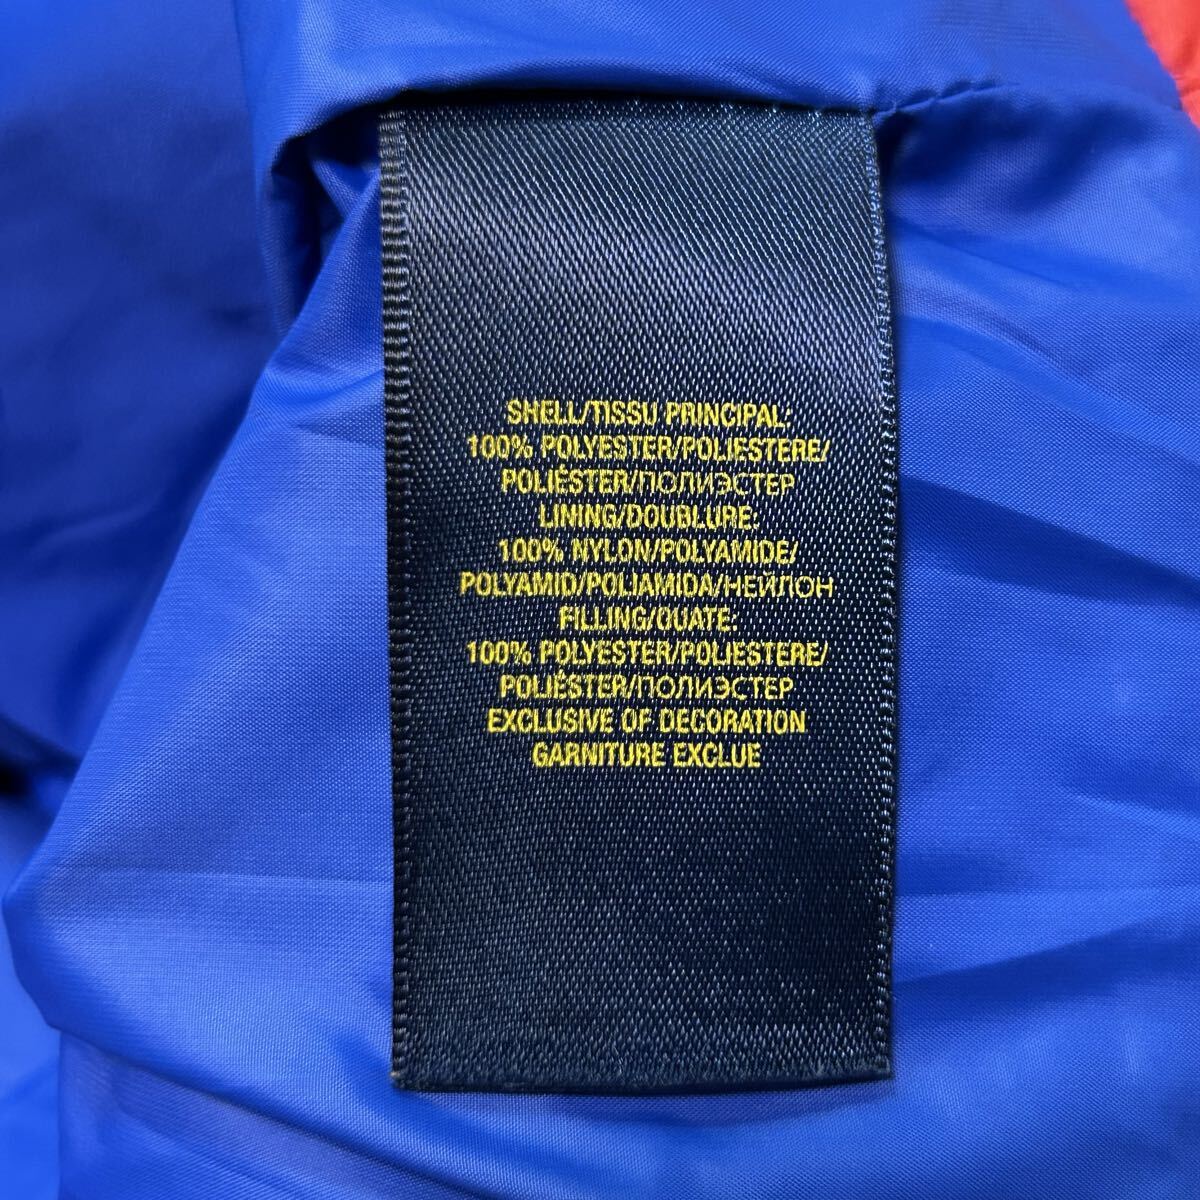 SHELL/TISSU PRINCIPAL:
100% POLYESTER/POLIESTERE/
POLIÉSTER/ПОЛИЭСТЕР
LINING/DOUBLURE:
100% NYLON/POLYAMIDE/
POLYAMID/POLIAMIDA/НЕЙЛОН
FILLING/OUATE:
100% POLYESTER/POLIESTERE/
POLIÉSTER/ПОЛИЭСТЕР
EXCLUSIVE OF DECORATION
GARNITURE EXCLUE